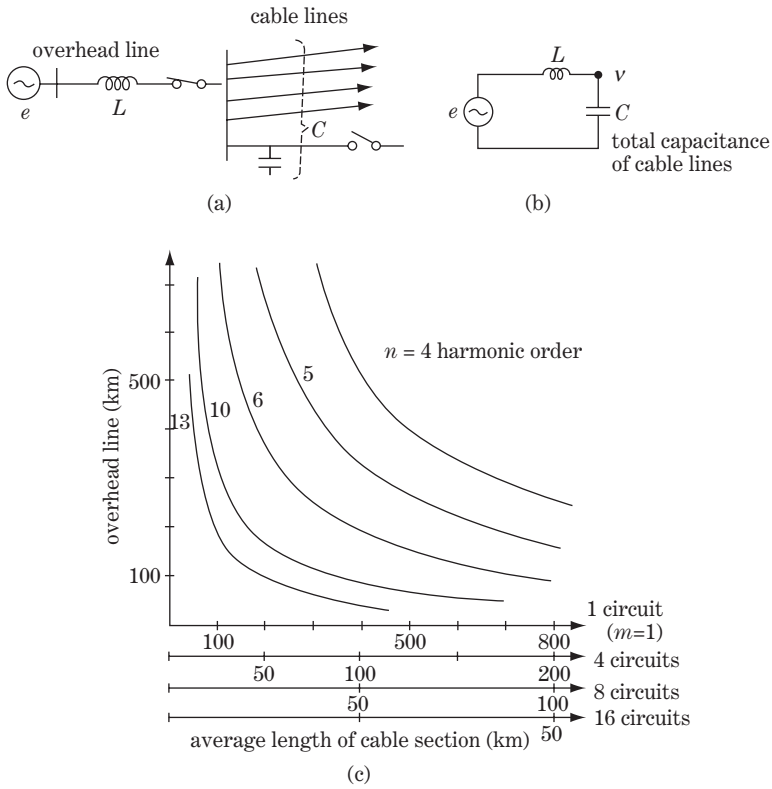 cable lines
overhead line
e
L
C
(a)
L
v
e
C
total capacitance
of cable lines
(b)
overhead line (km)
500
100
13
10
6
5
n = 4 harmonic order
100
500
800
1 circuit
(m=1)
50
100
200
4 circuits
50
100
8 circuits
50
16 circuits
average length of cable section (km)
(c)